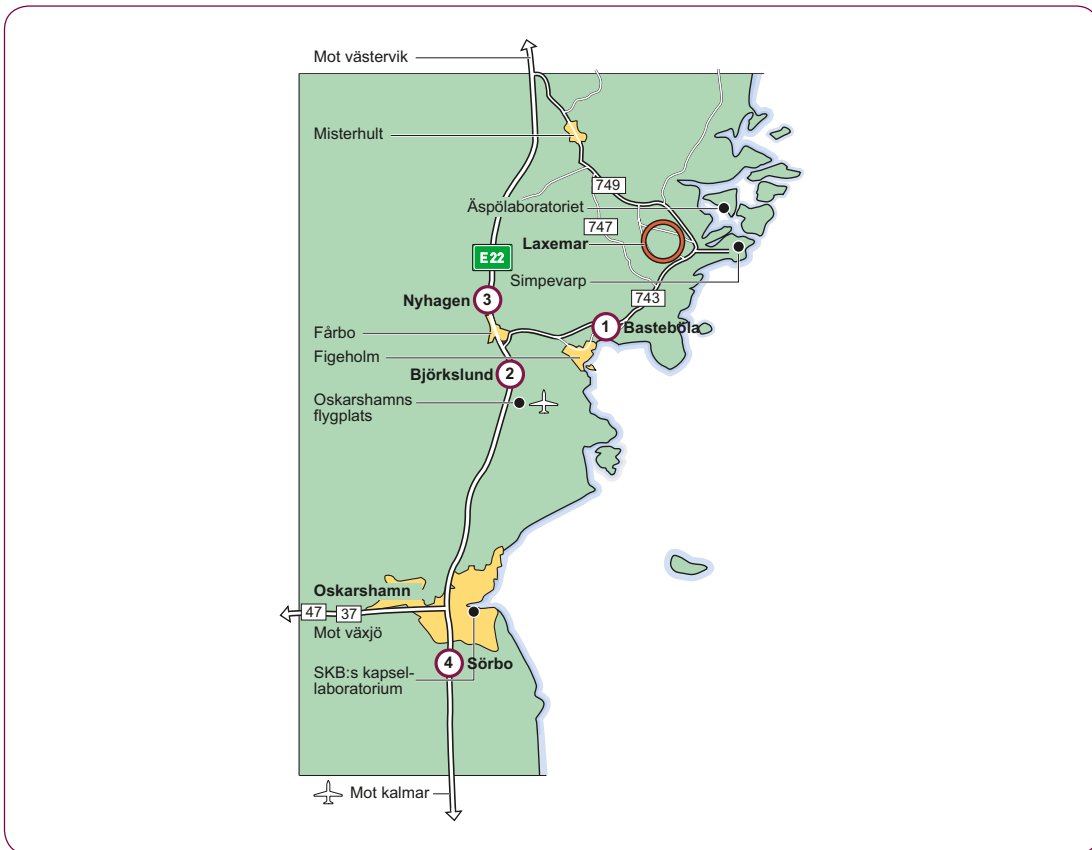 Mot västervik
Misterhult
749
Äspölaboratoriet
747
Laxemar
E22
Simpevarp
743
Nyhagen 3
1 Basteböla
Fårbo
Figeholm
Björkslund 2
Oskarshamns
flygplats
Oskarshamn
47 37
Mot växjö
4 Sörbo
SKB:s kapsel-
laboratorium
Mot kalmar